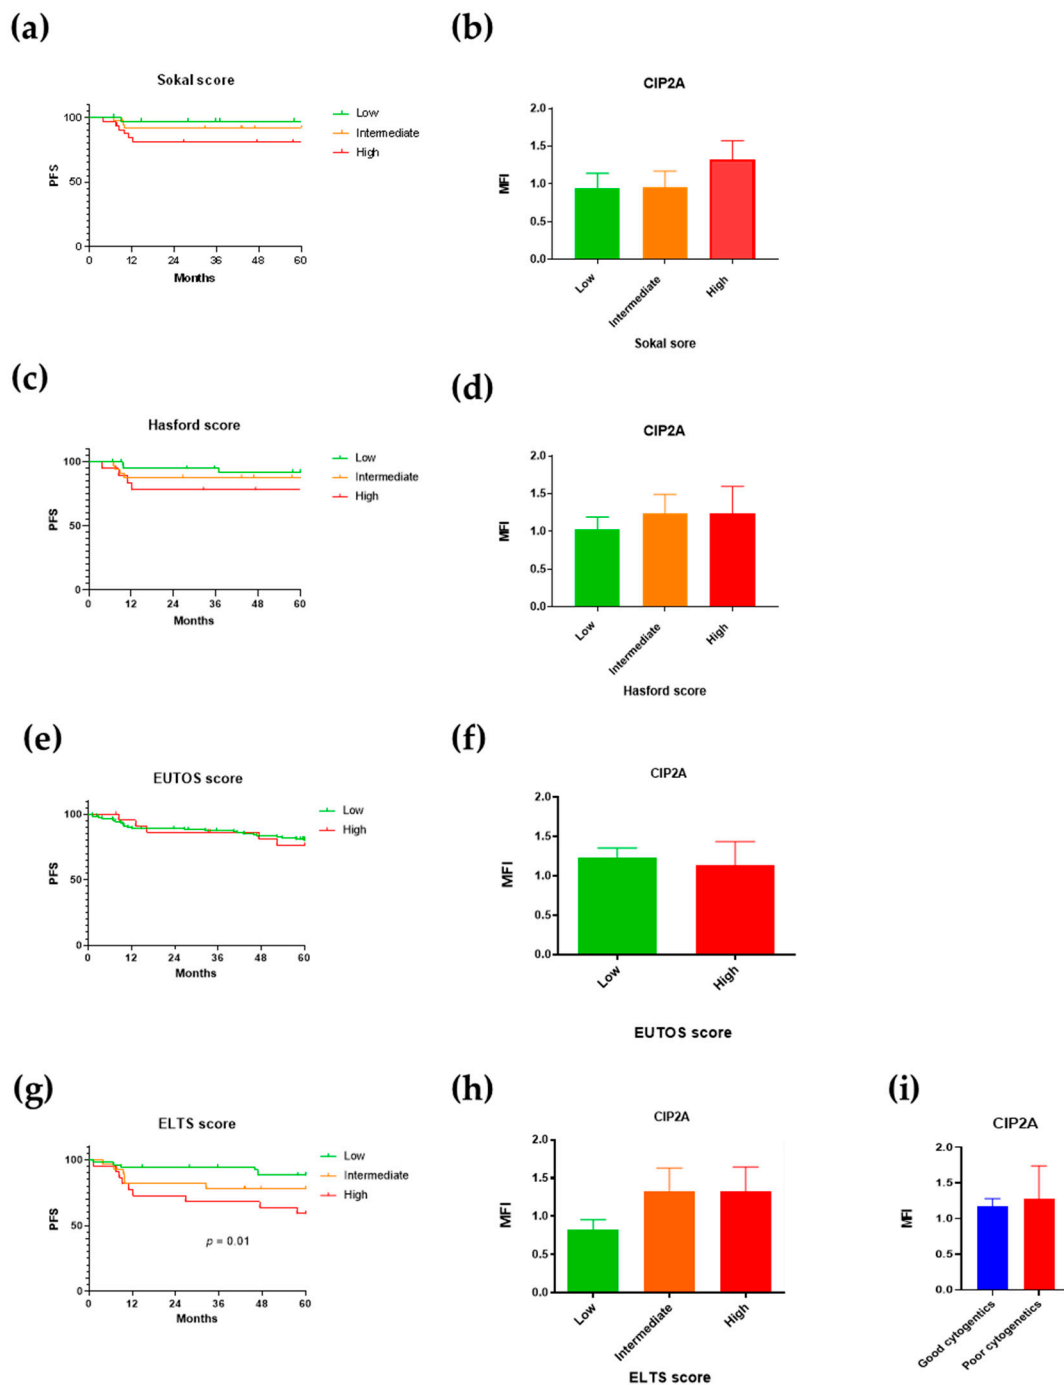 (a)
Sokal score
100
50
0
PFS
0 12 24 36 48 60
Months
Low
Intermediate
High
(b)
CIP2A
2.0
1.5
1.0
0.5
0.0
MFI
Low
Intermediate
High
Sokal sore
(c)
Hasford score
100
50
0
PFS
0 12 24 36 48 60
Months
Low
Intermediate
High
(d)
CIP2A
2.0
1.5
1.0
0.5
0.0
MFI
Low
Intermediate
High
Hasford score
(e)
EUTOS score
100
50
0
PFS
0 12 24 36 48 60
Months
Low
High
(f)
CIP2A
2.0
1.5
1.0
0.5
0.0
MFI
Low
High
EUTOS score
(g)
ELTS score
100
50
0
PFS
p = 0.01
0 12 24 36 48 60
Months
Low
Intermediate
High
(h)
CIP2A
2.0
1.5
1.0
0.5
0.0
MFI
Low
Intermediate
High
ELTS score
(i)
CIP2A
2.0
1.5
1.0
0.5
0.0
MFI
Good cytogentics
Poor cytogenetics